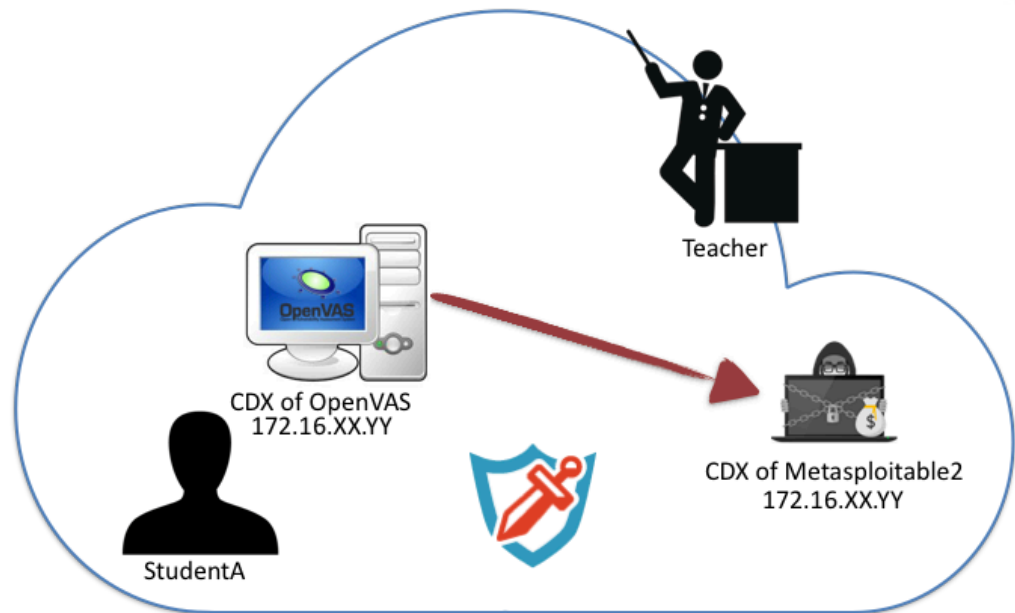 Teacher
OpenVAS
CDX of OpenVAS
172.16.XX.YY
$
CDX of Metasploitable2
172.16.XX.YY
StudentA